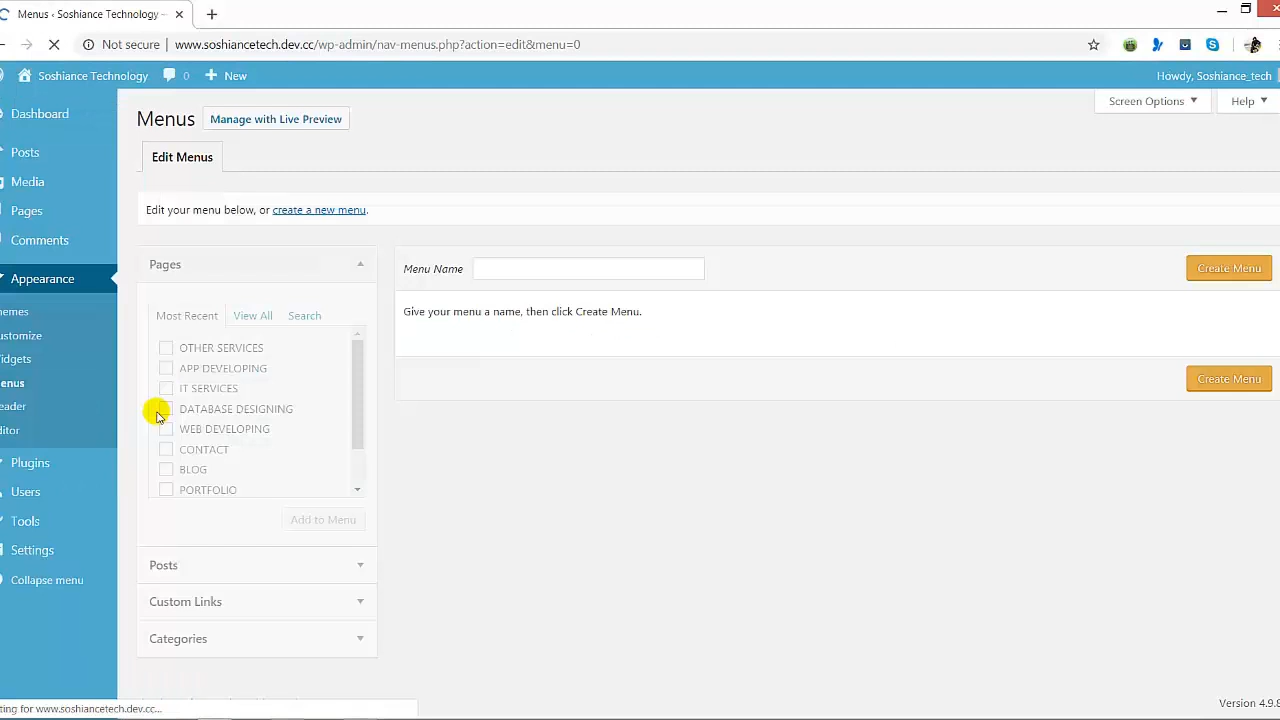 Menus ‹ Soshiance Technology –
Not secure
www.soshiancetech.dev.cc/wp-admin/nav-menus.php?action=edit&menu=0
Soshiance Technology
0
New
Howdy, Soshiance_tech
Dashboard
Posts
Media
Pages
Comments
Appearance
hemes
ustomize
idgets
enus
eader
ditor
Plugins
Users
Tools
Settings
Collapse menu
Screen Options
Help
Menus
Manage with Live Preview
Edit Menus
Edit your menu below, or create a new menu.
Pages
Most Recent
View All
Search
OTHER SERVICES
APP DEVELOPING
IT SERVICES
DATABASE DESIGNING
WEB DEVELOPING
CONTACT
BLOG
PORTFOLIO
Add to Menu
Posts
Custom Links
Categories
Menu Name
Create Menu
Give your menu a name, then click Create Menu.
Create Menu
Version 4.9.8
ting for www.soshiancetech.dev.cc...